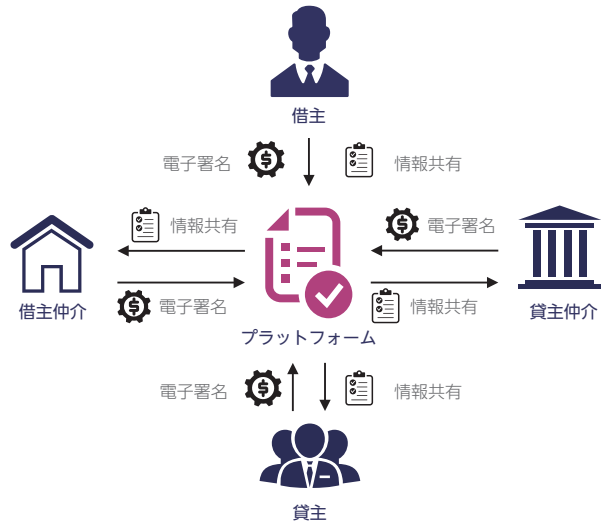 借主
電子署名
情報共有
情報共有
電子署名
借主仲介
電子署名
情報共有
貸主仲介
プラットフォーム
電子署名
情報共有
貸主